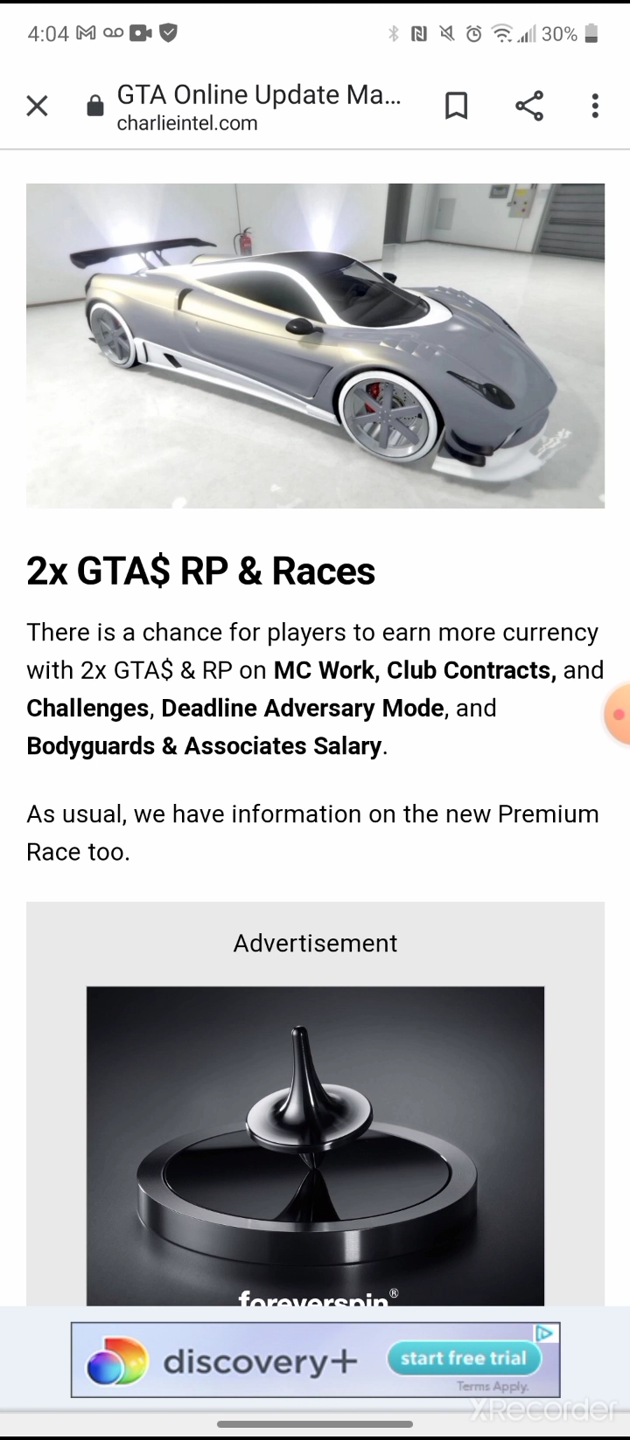 4:04
30%
GTA Online Update Ma...
charlieintel.com
2x GTA$ RP & Races
There is a chance for players to earn more currency
with 2x GTA$ & RP on MC Work, Club Contracts, and
Challenges, Deadline Adversary Mode, and
Bodyguards & Associates Salary.
As usual, we have information on the new Premium
Race too.
Advertisement
foreverspin®
discovery+
start free trial
Terms Apply.
XRecorder